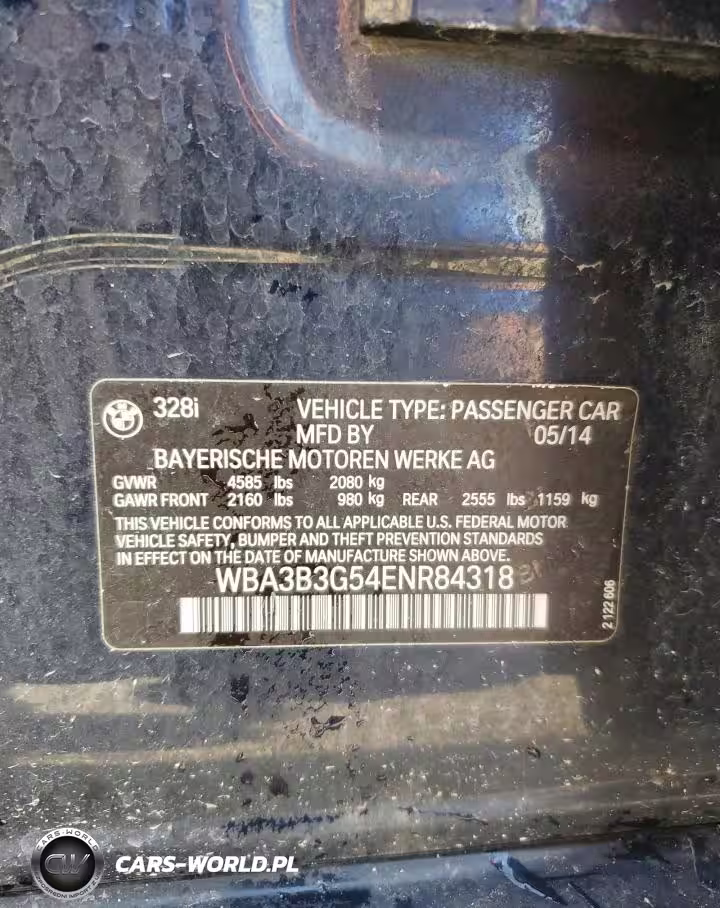 328i VEHICLE TYPE: PASSENGER CAR
MFD BY 05/14
BAYERISCHE MOTOREN WERKE AG
GVWR 4585 lbs 2080 kg
GAWR FRONT 2160 lbs 980 kg REAR 2555 lbs 1159 kg
THIS VEHICLE CONFORMS TO ALL APPLICABLE U.S. FEDERAL MOTOR
VEHICLE SAFETY, BUMPER AND THEFT PREVENTION STANDARDS
IN EFFECT ON THE DATE OF MANUFACTURE SHOWN ABOVE.
WBA3B3G54ENR84318
2 122 606
CARS-WORLD
CW
CARS-WORLD.PL